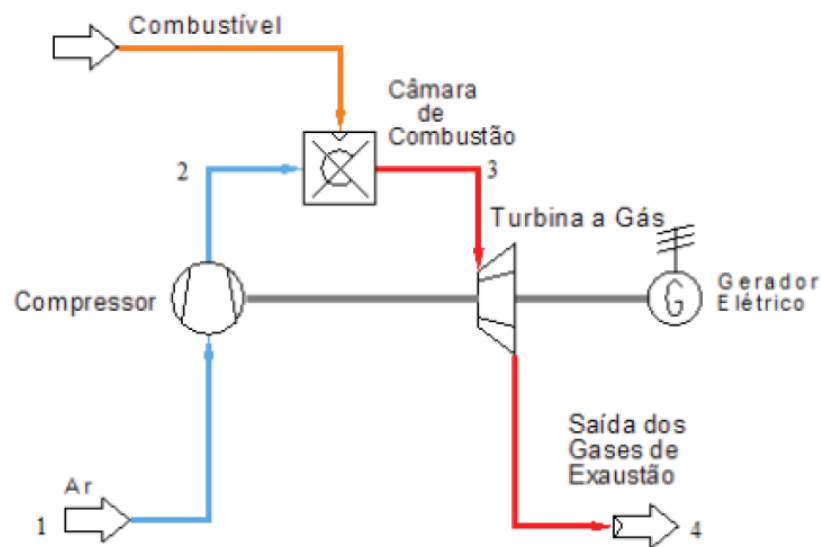 Combustível
Câmara
de
Combustão
2
3
Turbina a Gás
Compressor
G
Gerador
Elétrico
Saída dos
Gases de
Exaustão
Ar
1
4